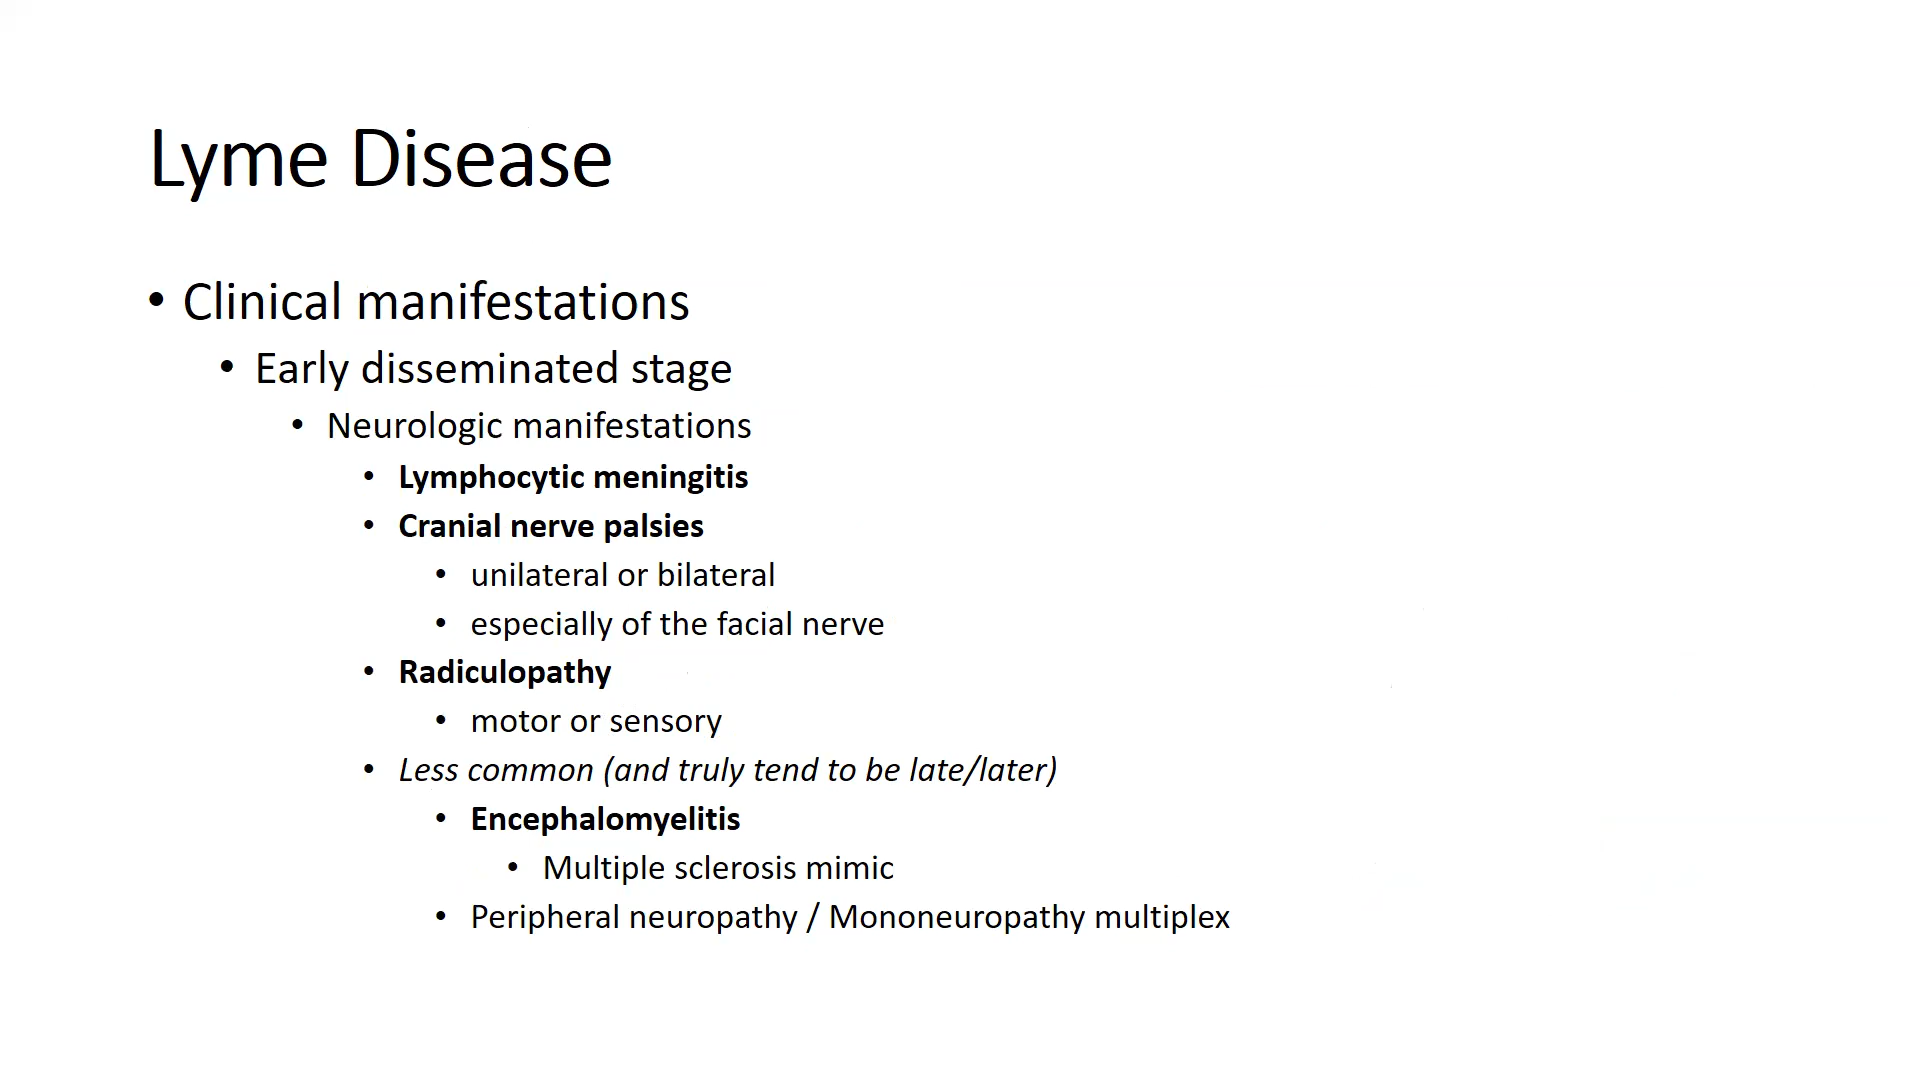 Lyme Disease
• Clinical manifestations
• Early disseminated stage
• Neurologic manifestations
• Lymphocytic meningitis
• Cranial nerve palsies
• unilateral or bilateral
• especially of the facial nerve
• Radiculopathy
• motor or sensory
• Less common (and truly tend to be late/later)
• Encephalomyelitis
• Multiple sclerosis mimic
• Peripheral neuropathy / Mononeuropathy multiplex